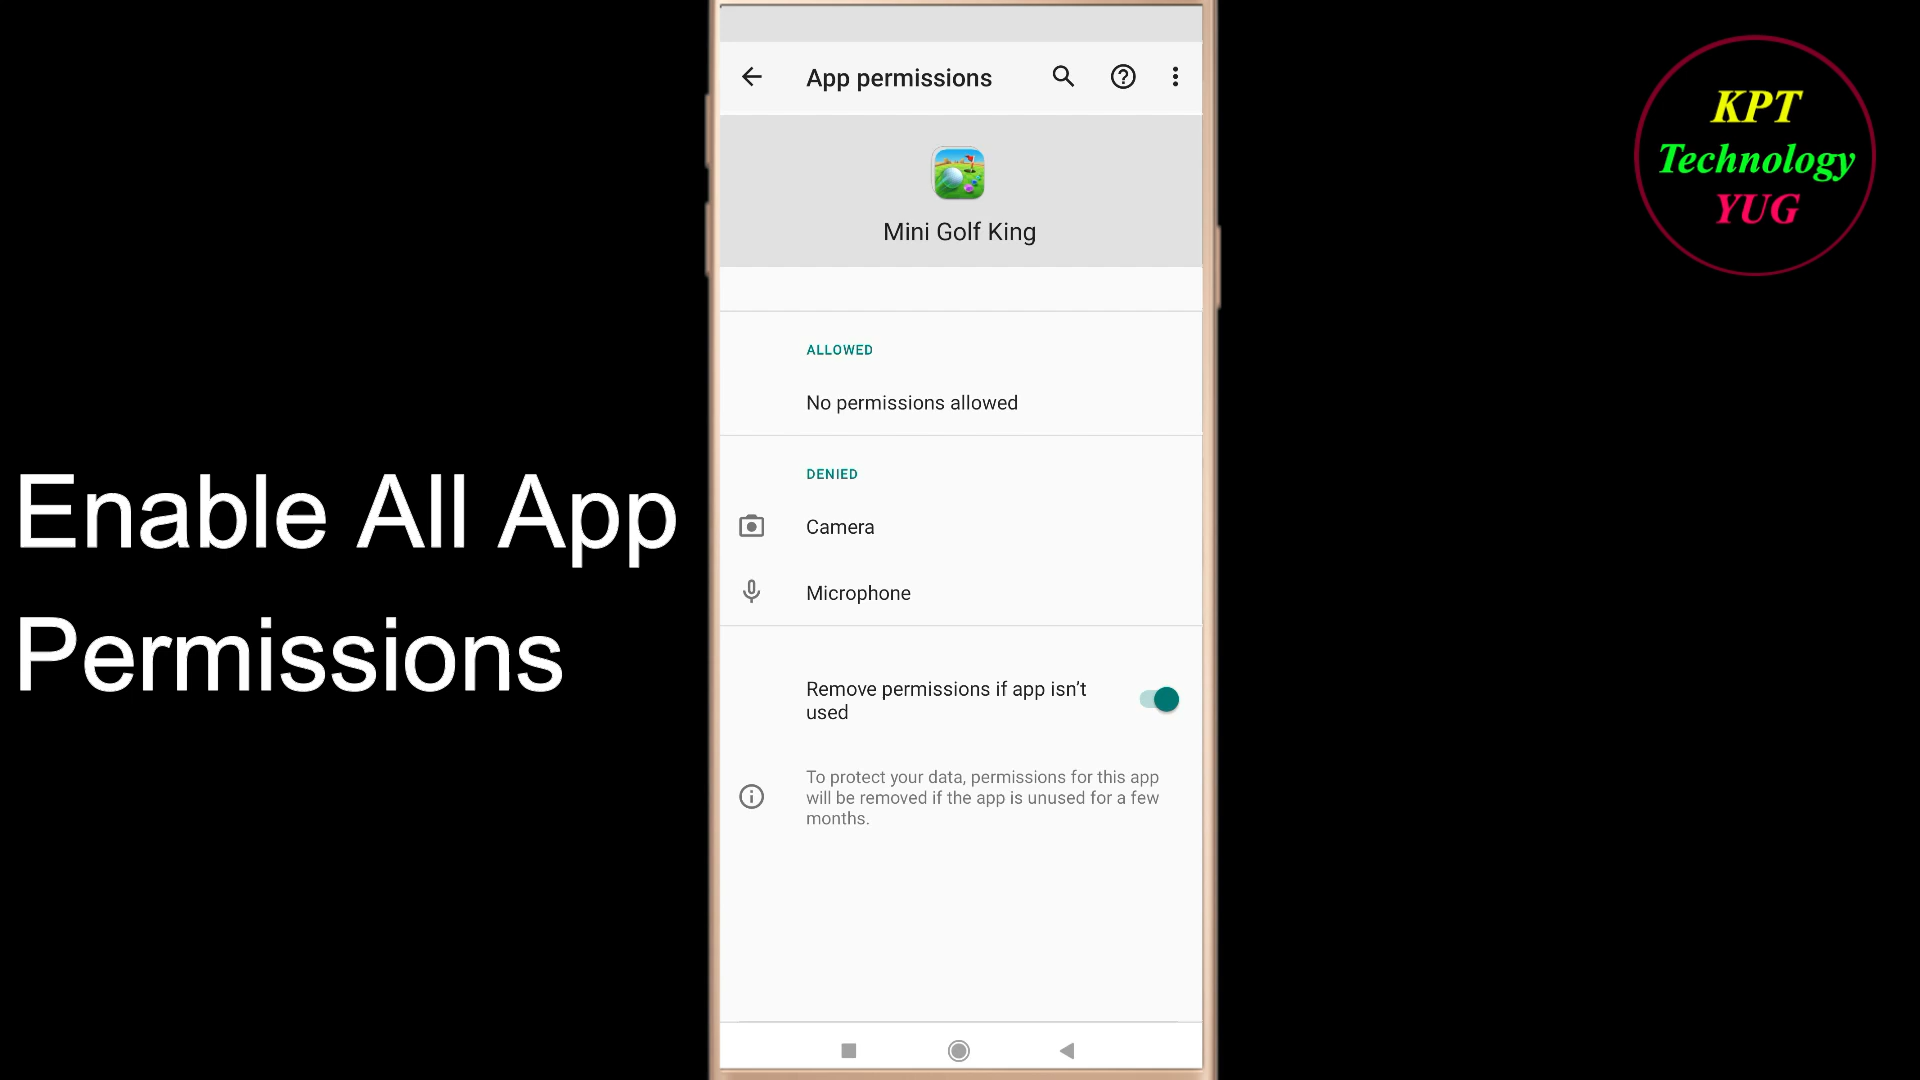 Enable All App
Permissions
App permissions
Mini Golf King
ALLOWED
No permissions allowed
DENIED
Camera
Microphone
Remove permissions if app isn’t
used
To protect your data, permissions for this app
will be removed if the app is unused for a few
months.
KPT
Technology
YUG